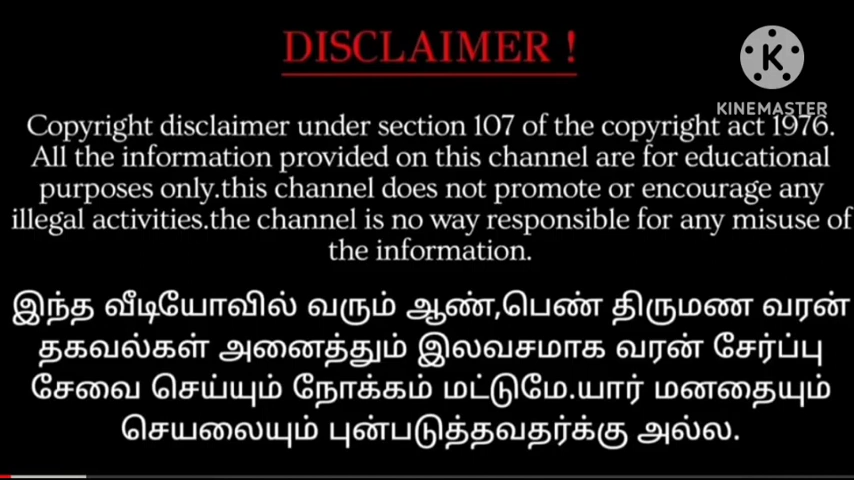 DISCLAIMER !
K
KINEMASTER
Copyright disclaimer under section 107 of the copyright act 1976.
All the information provided on this channel are for educational
purposes only.this channel does not promote or encourage any
illegal activities.the channel is no way responsible for any misuse of
the information.
இந்த வீடியோவில் வரும் ஆண்,பெண் திருமண வரன்
தகவல்கள் அனைத்தும் இலவசமாக வரன் சேர்ப்பு
சேவை செய்யும் நோக்கம் மட்டுமே.யார் மனதையும்
செயலையும் புன்படுத்தவதர்க்கு அல்ல.